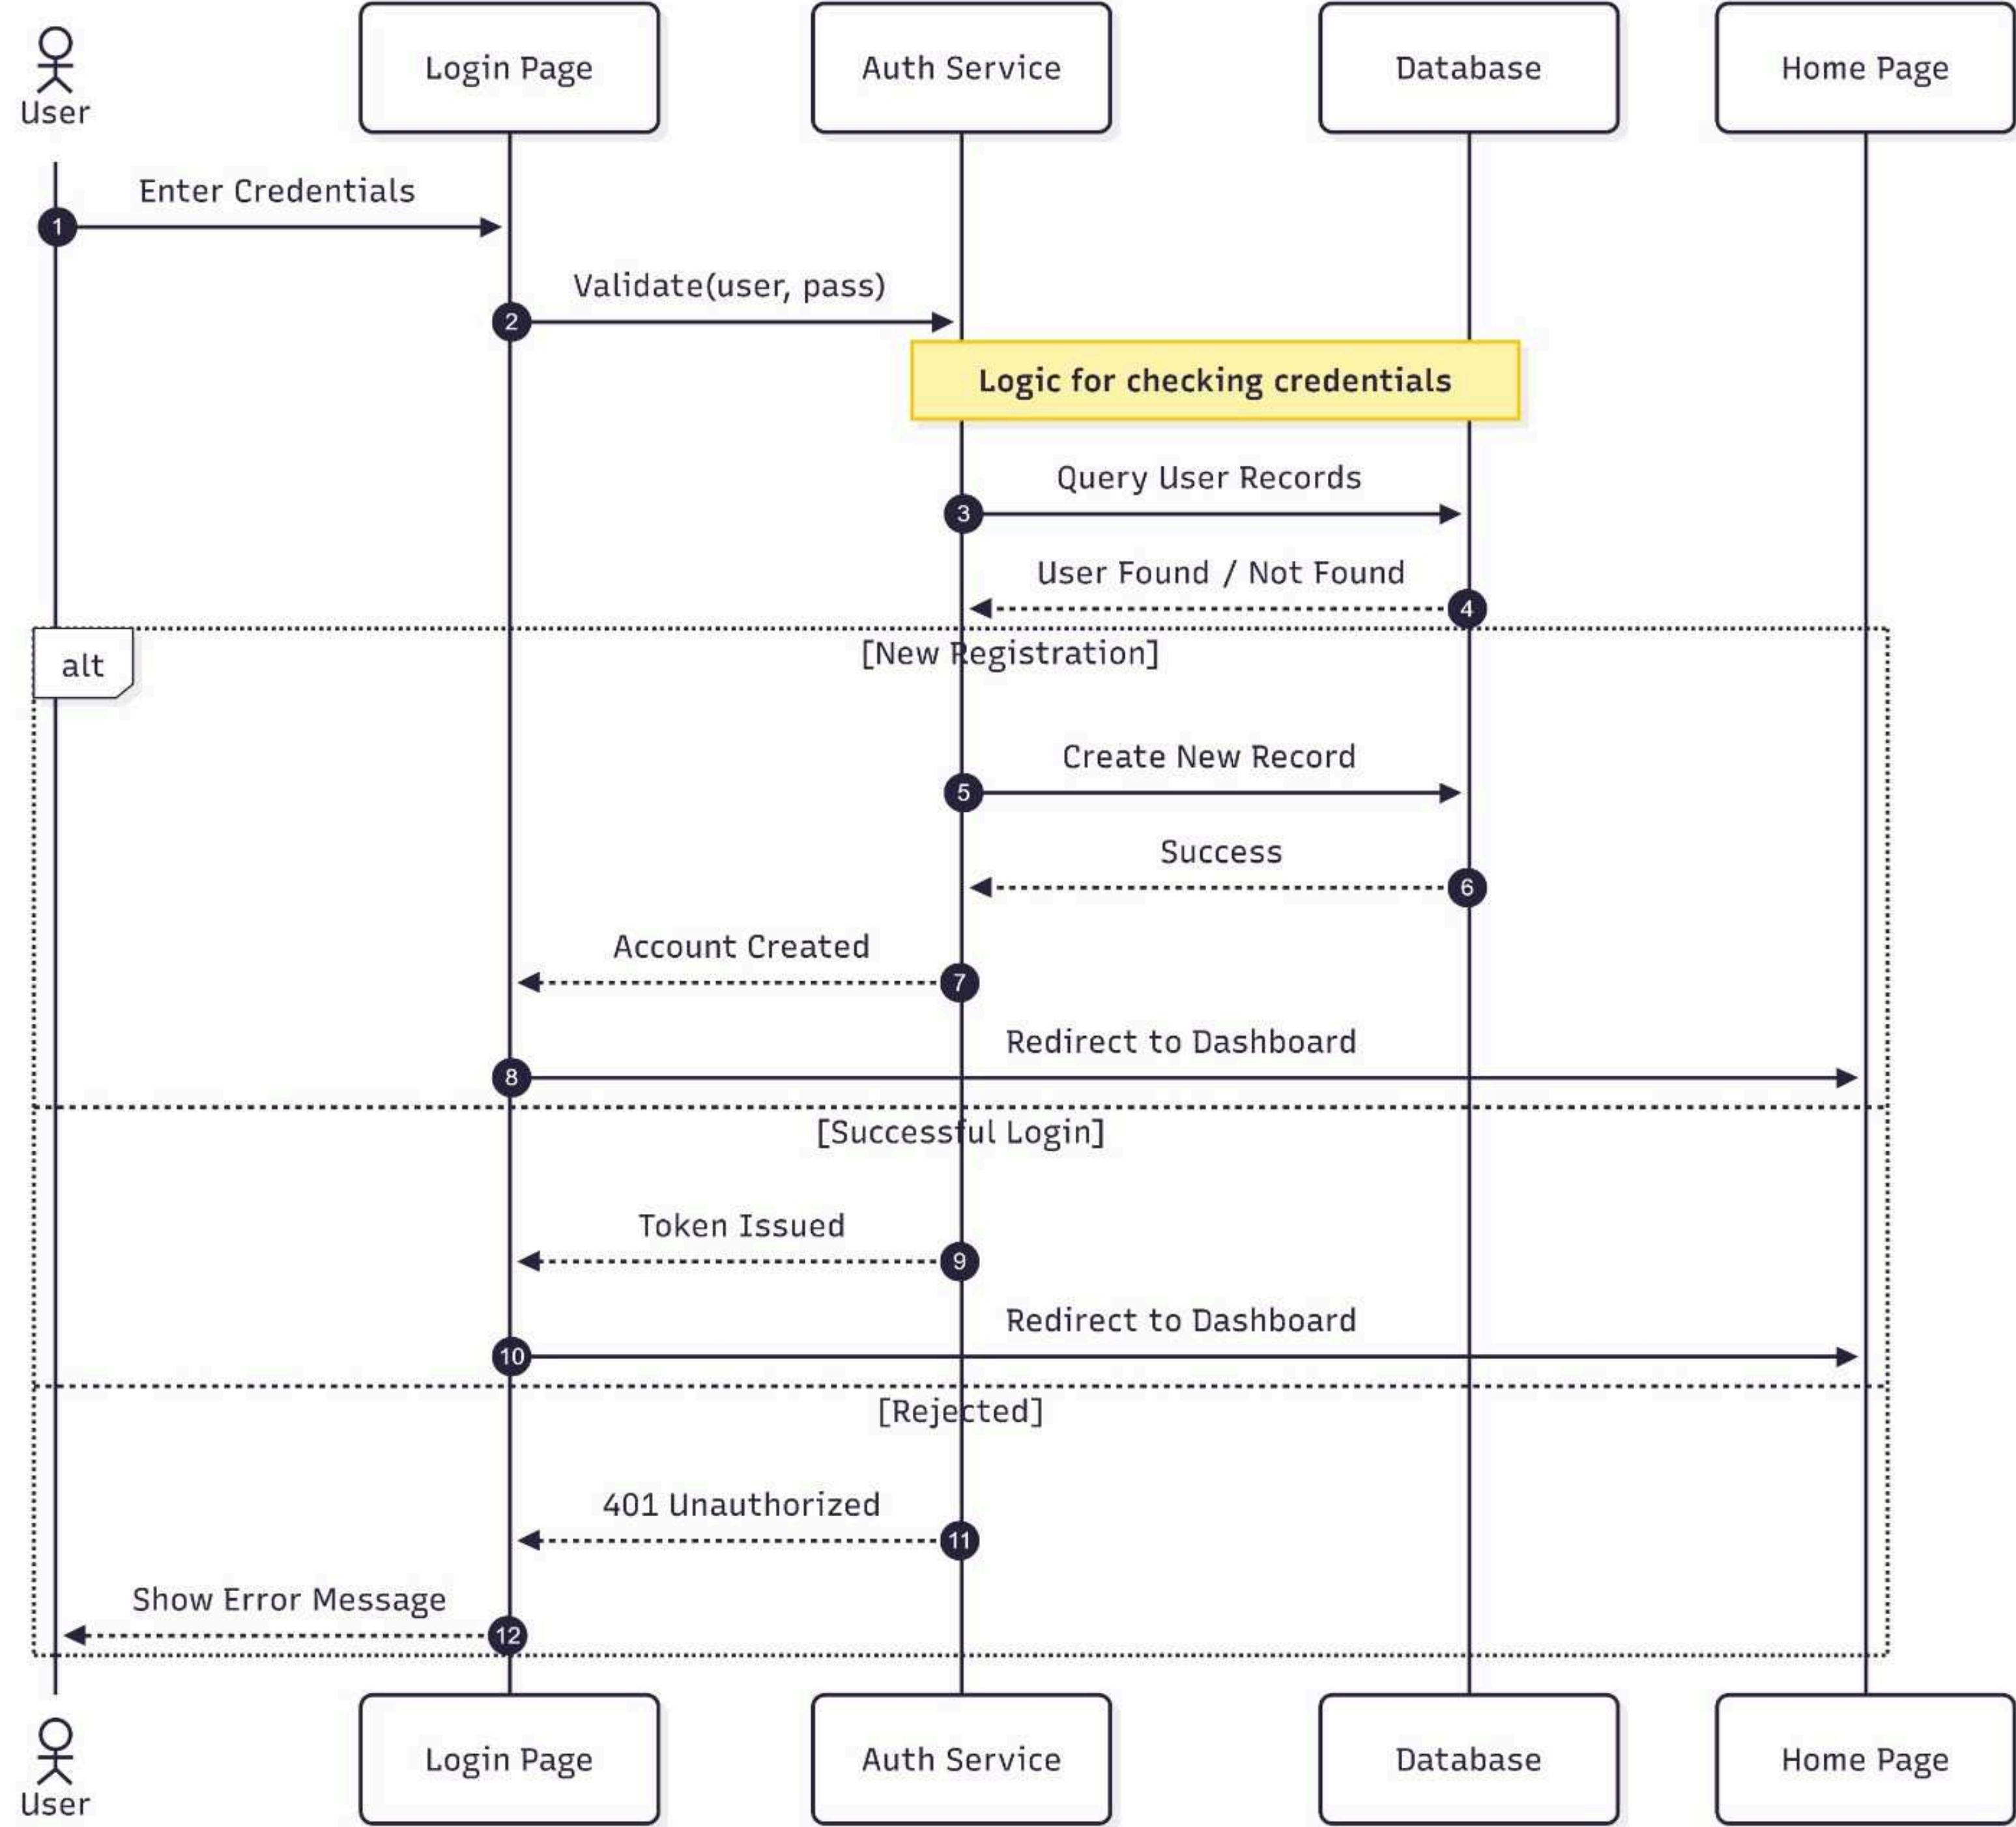 User
Login Page
Auth Service
Database
Home Page
Enter Credentials
1
Validate(user, pass)
2
Logic for checking credentials
Query User Records
3
User Found / Not Found
4
alt
[New Registration]
Create New Record
5
Success
6
Account Created
7
Redirect to Dashboard
8
[Successful Login]
Token Issued
9
Redirect to Dashboard
10
[Rejected]
401 Unauthorized
11
Show Error Message
12
User
Login Page
Auth Service
Database
Home Page